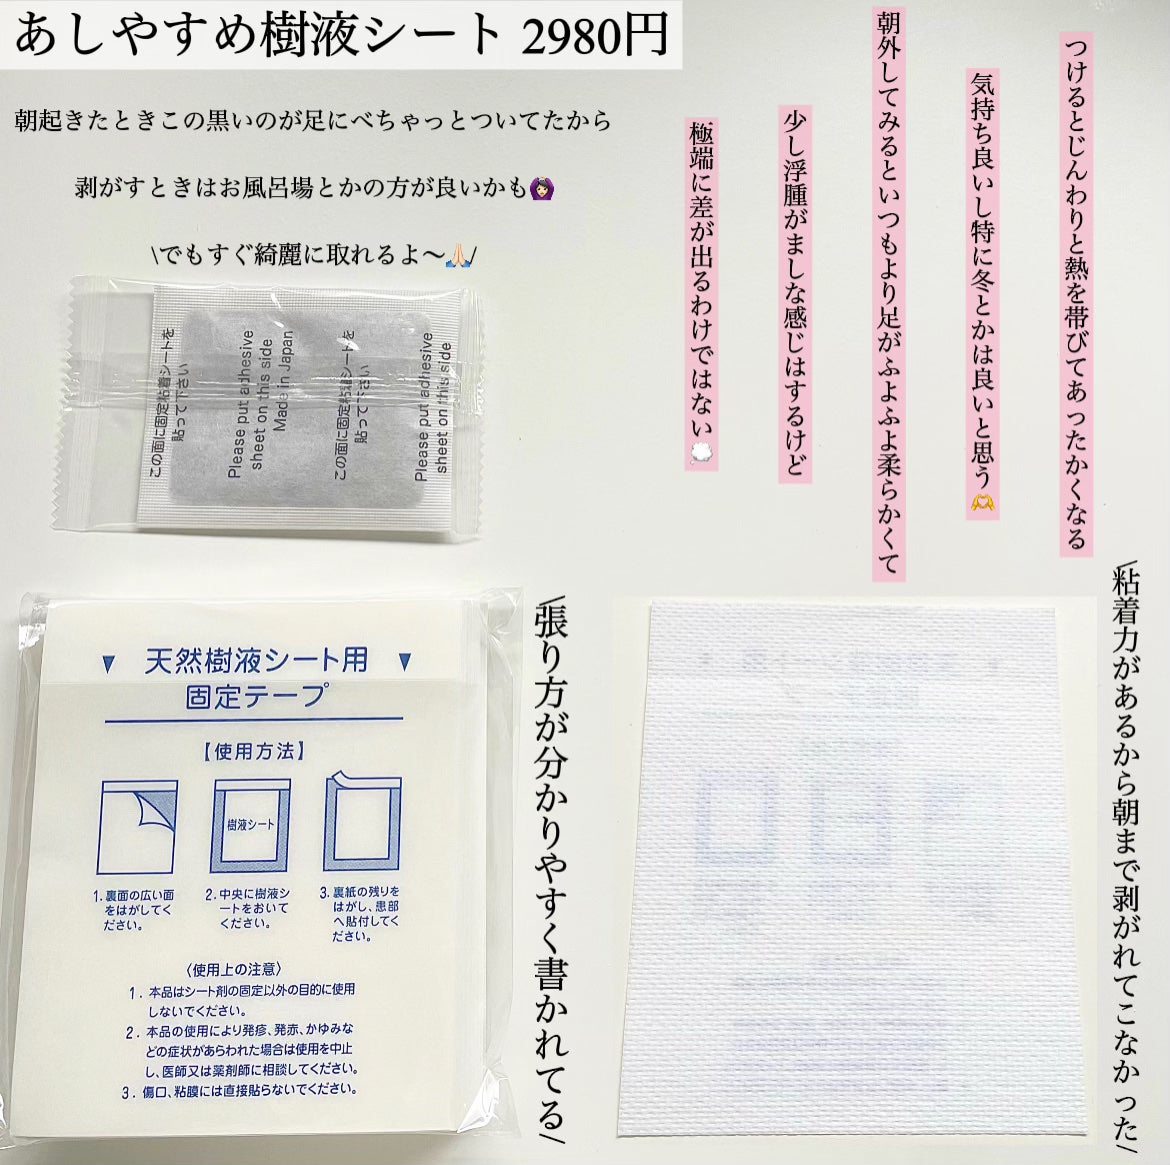 あしやすめ樹液シート 2980円
朝起きたときこの黒いのが足にべちゃっとついてたから
剥がすときはお風呂場とかの方が良いかも🙆🏻‍♀️
\でもすぐ綺麗に取れるよ〜🙏🏻/
つけるとじんわりと熱を帯びてあったかくなる
気持ち良いし特に冬とかは良いと思う🫶
朝外してみるといつもより足がふよふよ柔らかくて
少し浮腫がましな感じはするけど
極端に差が出るわけではない💭
この面に固定粘着シートを
貼って下さい
Please put adhesive
sheet on this side
Made in Japan
この面に固定粘着シートを
貼って下さい
Please put adhesive
sheet on this side
\粘着力があるから朝まで剥がれてこなかった/
\張り方が分かりやすく書かれてる/
▼ 天然樹液シート用 ▼
固定テープ
【使用方法】
樹液シート
1.裏面の広い面
をはがしてく
ださい。
2.中央に樹液シ
ートをおいて
ください。
3.裏紙の残りを
はがし、患部
へ貼付してく
ださい。
〈使用上の注意〉
1.本品はシート剤の固定以外の目的に使用
しないでください。
2.本品の使用により発疹、発赤、かゆみな
どの症状があらわれた場合は使用を中止
し、医師又は薬剤師に相談してください。
3.傷口、粘膜には直接貼らないでください。